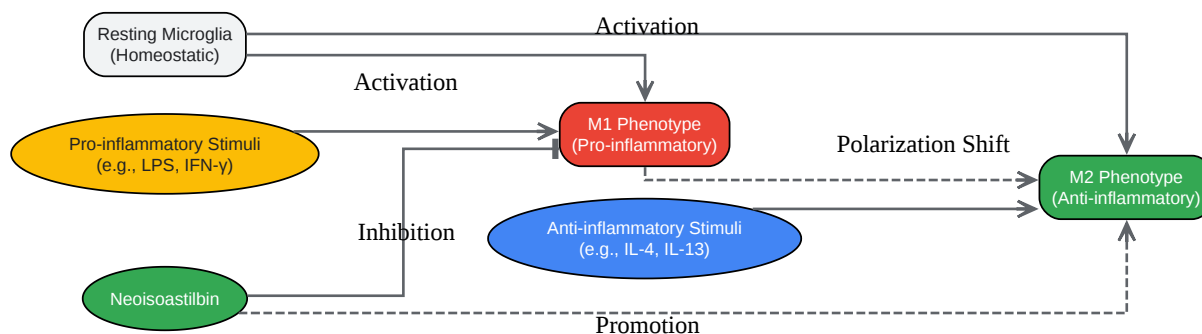 Resting Microglia
(Homeostatic)
Activation
Activation
Pro-inflammatory Stimuli
(e.g., LPS, IFN-γ)
M1 Phenotype
(Pro-inflammatory)
Polarization Shift
M2 Phenotype
(Anti-inflammatory)
Inhibition
Anti-inflammatory Stimuli
(e.g., IL-4, IL-13)
Neoisoastilbin
Promotion